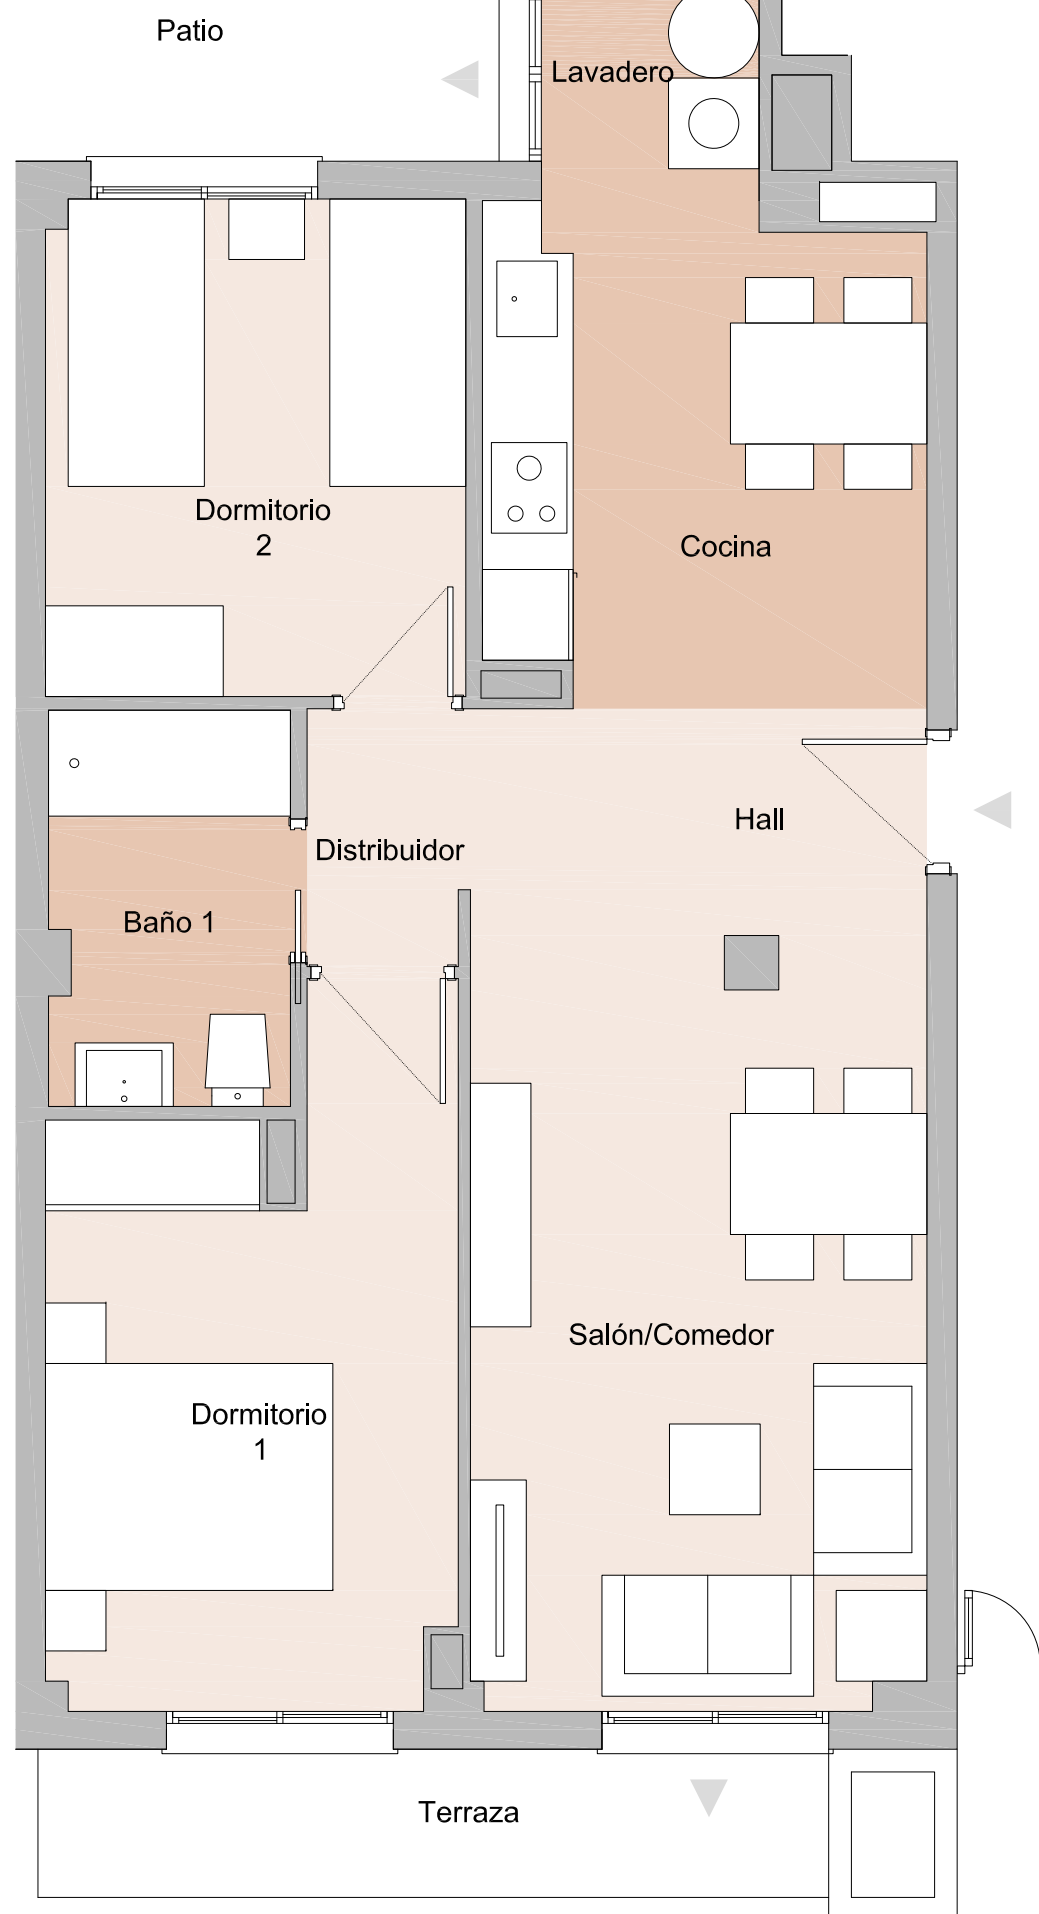 Patio
Lavadero
Dormitorio
2
Cocina
Hall
Distribuidor
Baño 1
Salón/Comedor
Dormitorio
1
Terraza